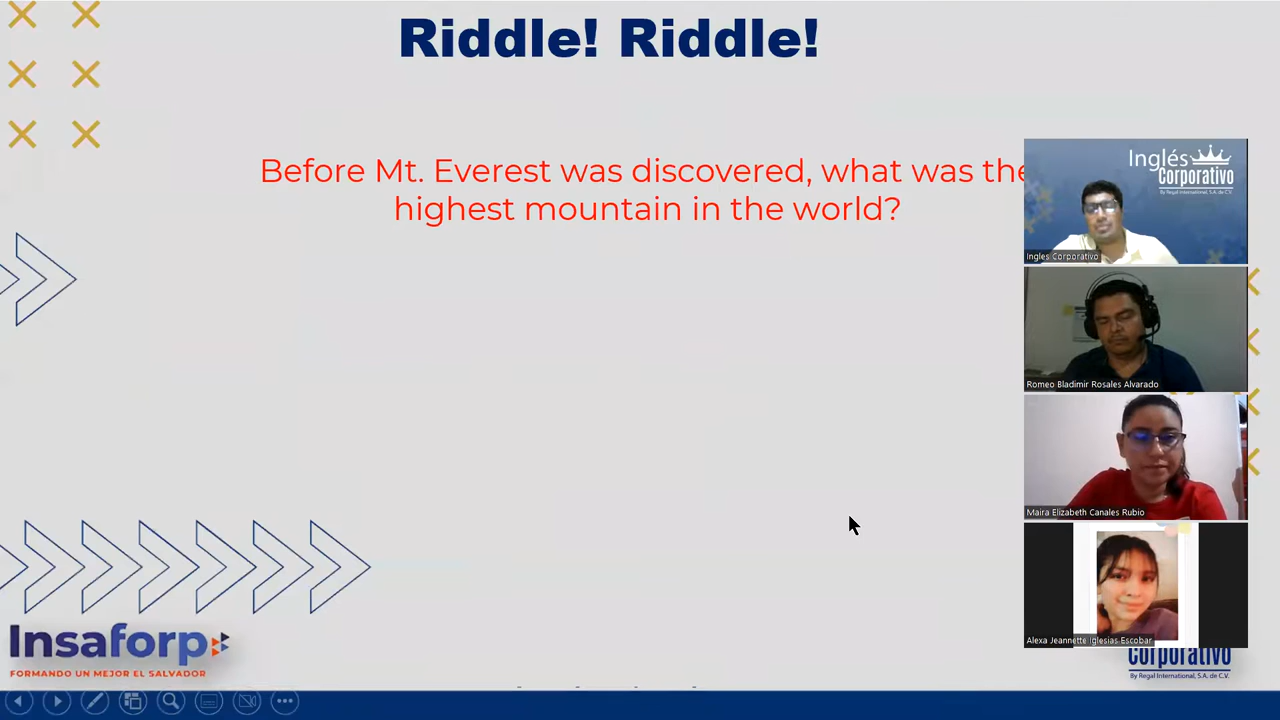 Riddle! Riddle!
Before Mt. Everest was discovered, what was the
highest mountain in the world?
Inglés
Corporativo
By Regal International, S.A. de C.V.
Ingles Corporativo
Romeo Bladimir Rosales Alvarado
Maira Elizabeth Canales Rubio
Alexa Jeannette Iglesias Escobar
Insaforp
FORMANDO UN MEJOR EL SALVADOR
Corporativo
By Regal International, S.A. de C.V.